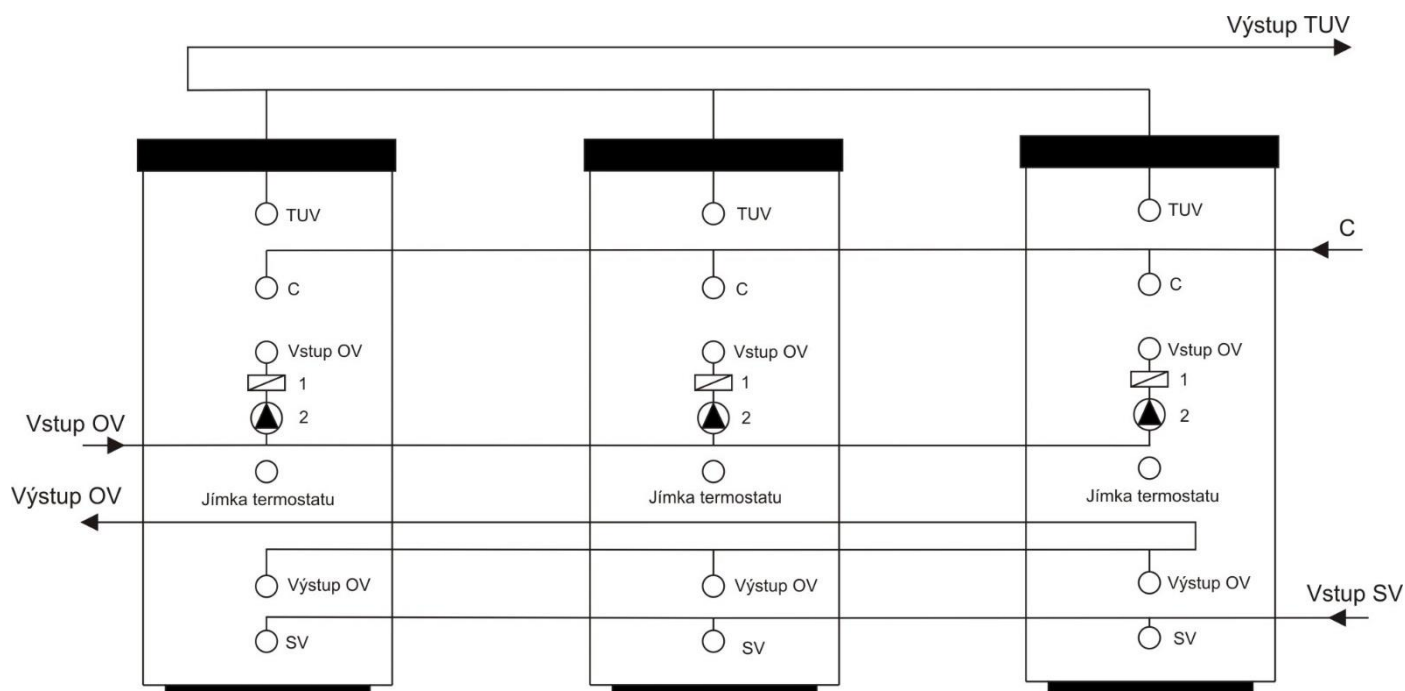 Výstup TUV
TUV
TUV
TUV
C
C
C
C
Vstup OV
Vstup OV
Vstup OV
1
1
1
2
2
2
Vstup OV
Jímka termostatu
Jímka termostatu
Jímka termostatu
Výstup OV
Výstup OV
Výstup OV
Výstup OV
Vstup SV
SV
SV
SV